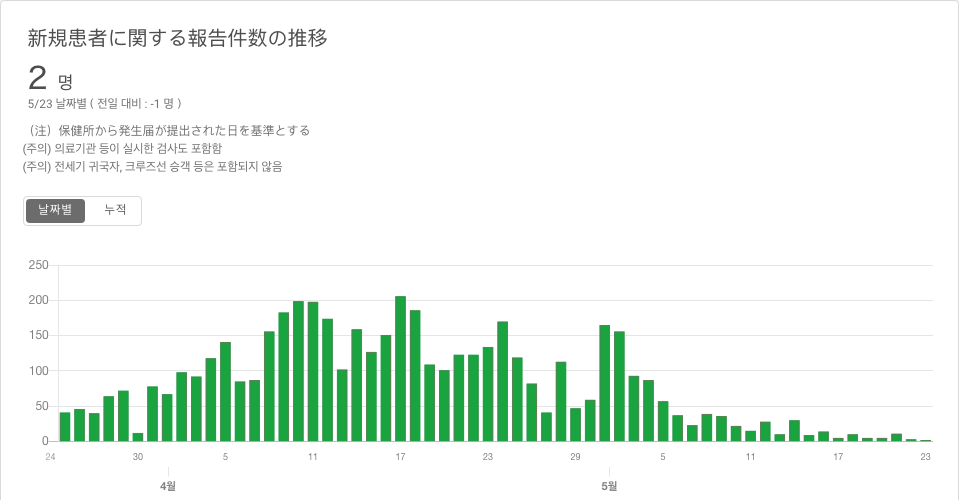 新規患者に関する報告件数の推移
2 명
5/23 날짜별 ( 전일 대비 : -1 명 )
（注）保健所から発生届が提出された日を基準とする
(주의) 의료기관 등이 실시한 검사도 포함함
(주의) 전세기 귀국자, 크루즈선 승객 등은 포함되지 않음
날짜별 누적
250
200
150
100
50
0
24 30 5 11 17 23 29 5 11 17 23
4월 5월